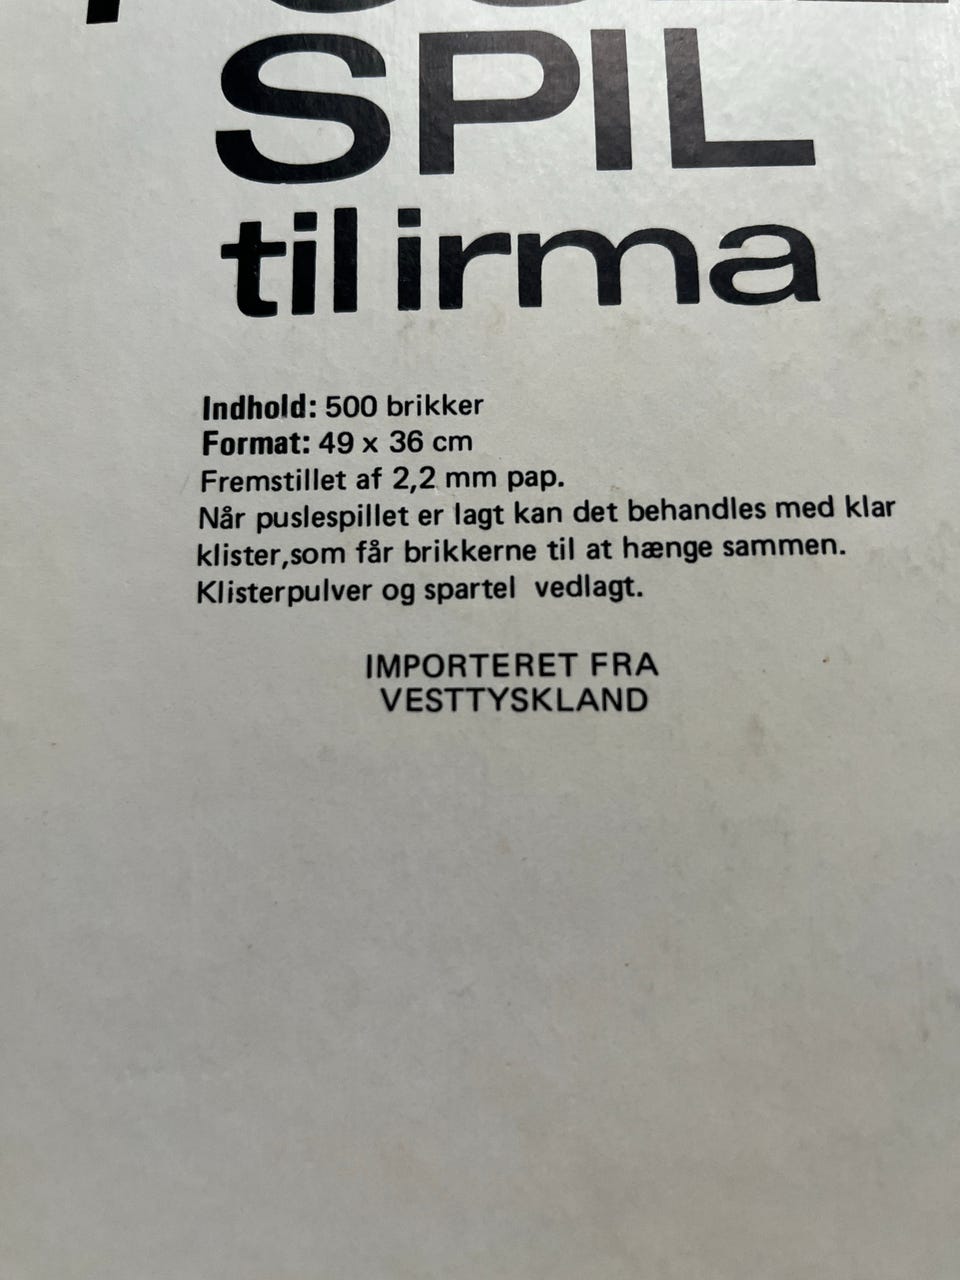 SPIL
til irma
Indhold: 500 brikker
Format: 49 x 36 cm
Fremstillet af 2,2 mm pap.
Når puslespillet er lagt kan det behandles med klar
klister,som får brikkerne til at hænge sammen.
Klisterpulver og spartel vedlagt.
IMPORTERET FRA
VESTTYSKLAND